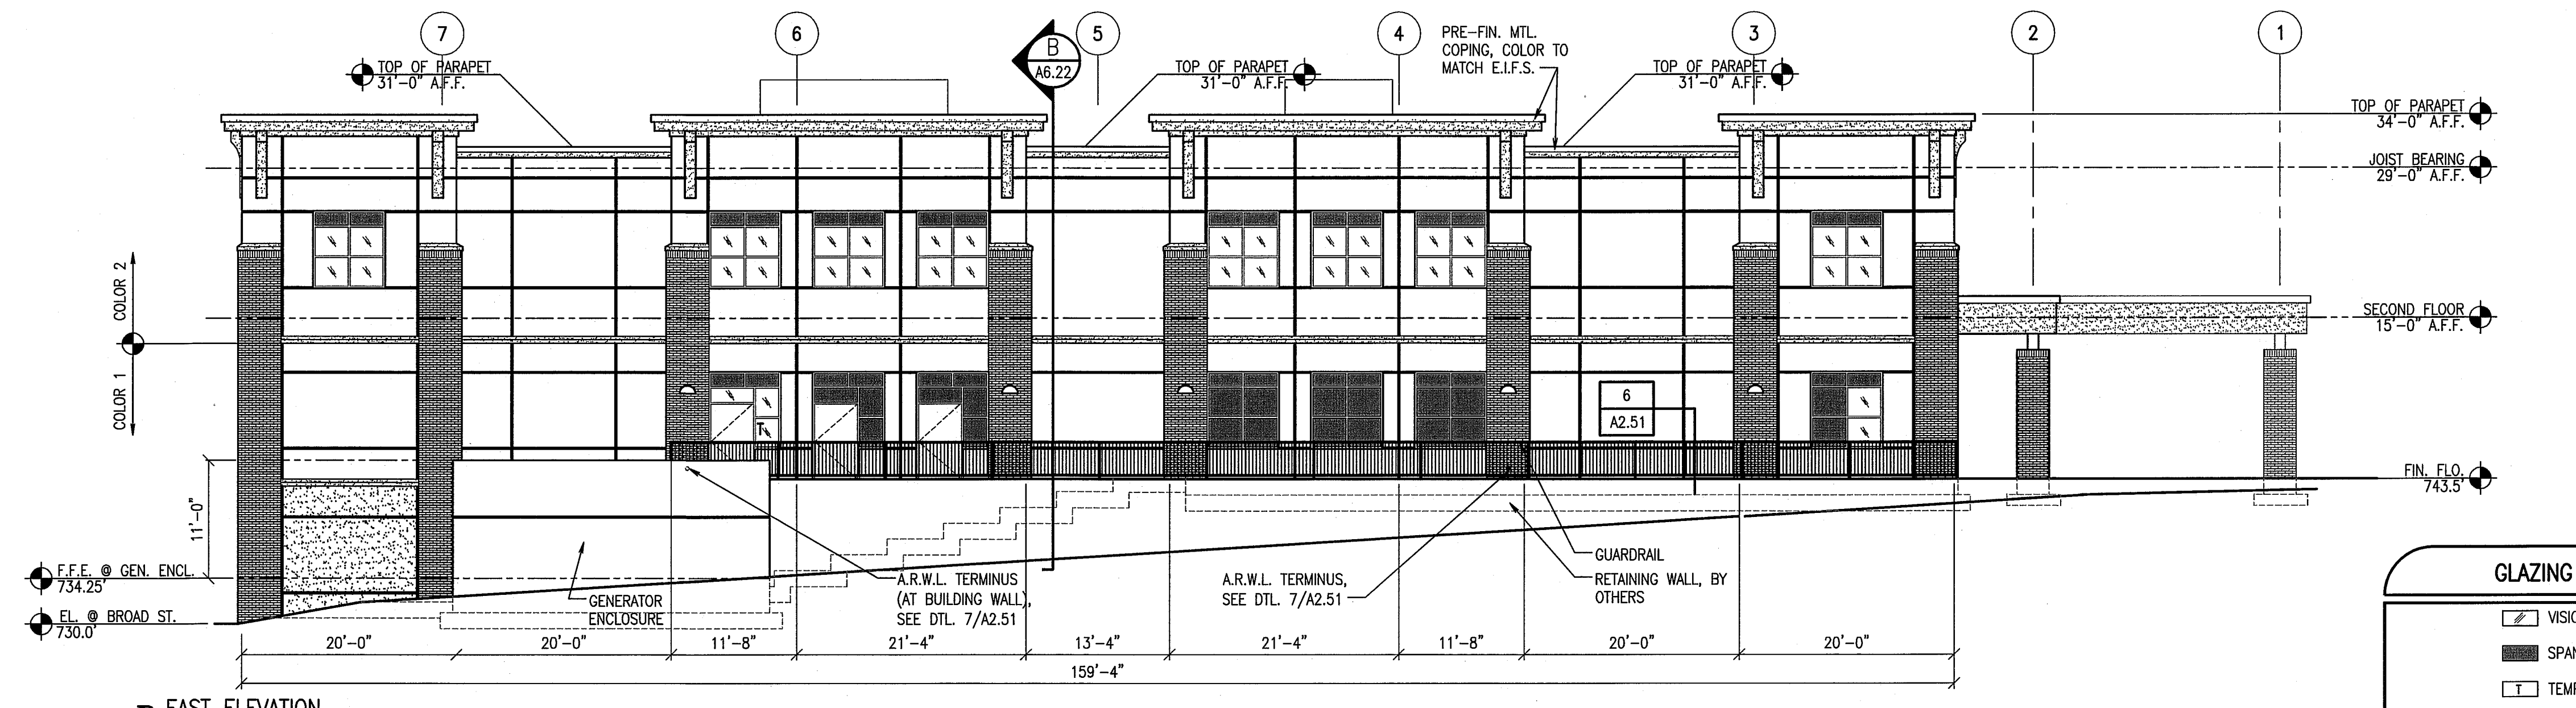 7
6
B
A6.22
5
4
3
2
1
PRE-FIN. MTL.
COPING, COLOR TO
MATCH E.I.F.S.
TOP OF PARAPET
31'-0" A.F.F.
TOP OF PARAPET
31'-0" A.F.F.
TOP OF PARAPET
31'-0" A.F.F.
TOP OF PARAPET
34'-0" A.F.F.
JOIST BEARING
29'-0" A.F.F.
COLOR 2
COLOR 1
SECOND FLOOR
15'-0" A.F.F.
6
A2.51
T
FIN. FLO.
743.5'
11'-0"
F.F.E. @ GEN. ENCL.
734.25'
EL. @ BROAD ST.
730.0'
GENERATOR
ENCLOSURE
A.R.W.L. TERMINUS
(AT BUILDING WALL),
SEE DTL. 7/A2.51
A.R.W.L. TERMINUS,
SEE DTL. 7/A2.51
GUARDRAIL
RETAINING WALL, BY
OTHERS
20'-0"
20'-0"
11'-8"
21'-4"
13'-4"
21'-4"
11'-8"
20'-0"
20'-0"
159'-4"
EAST ELEVATION
GLAZING
T